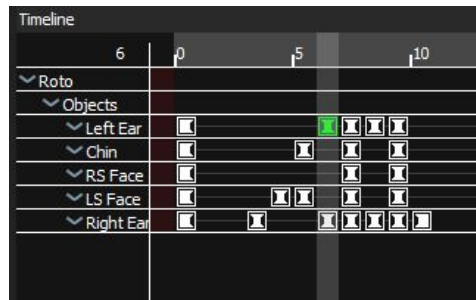 Timeline
6 0 5 10
Roto
Objects
Left Ear
Chin
RS Face
LS Face
Right Ear